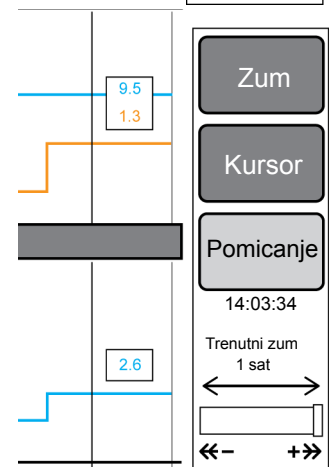 9.5
1.3
Zum
Kursor
Pomicanje
14:03:34
2.6
Trenutni zum
1 sat
− +